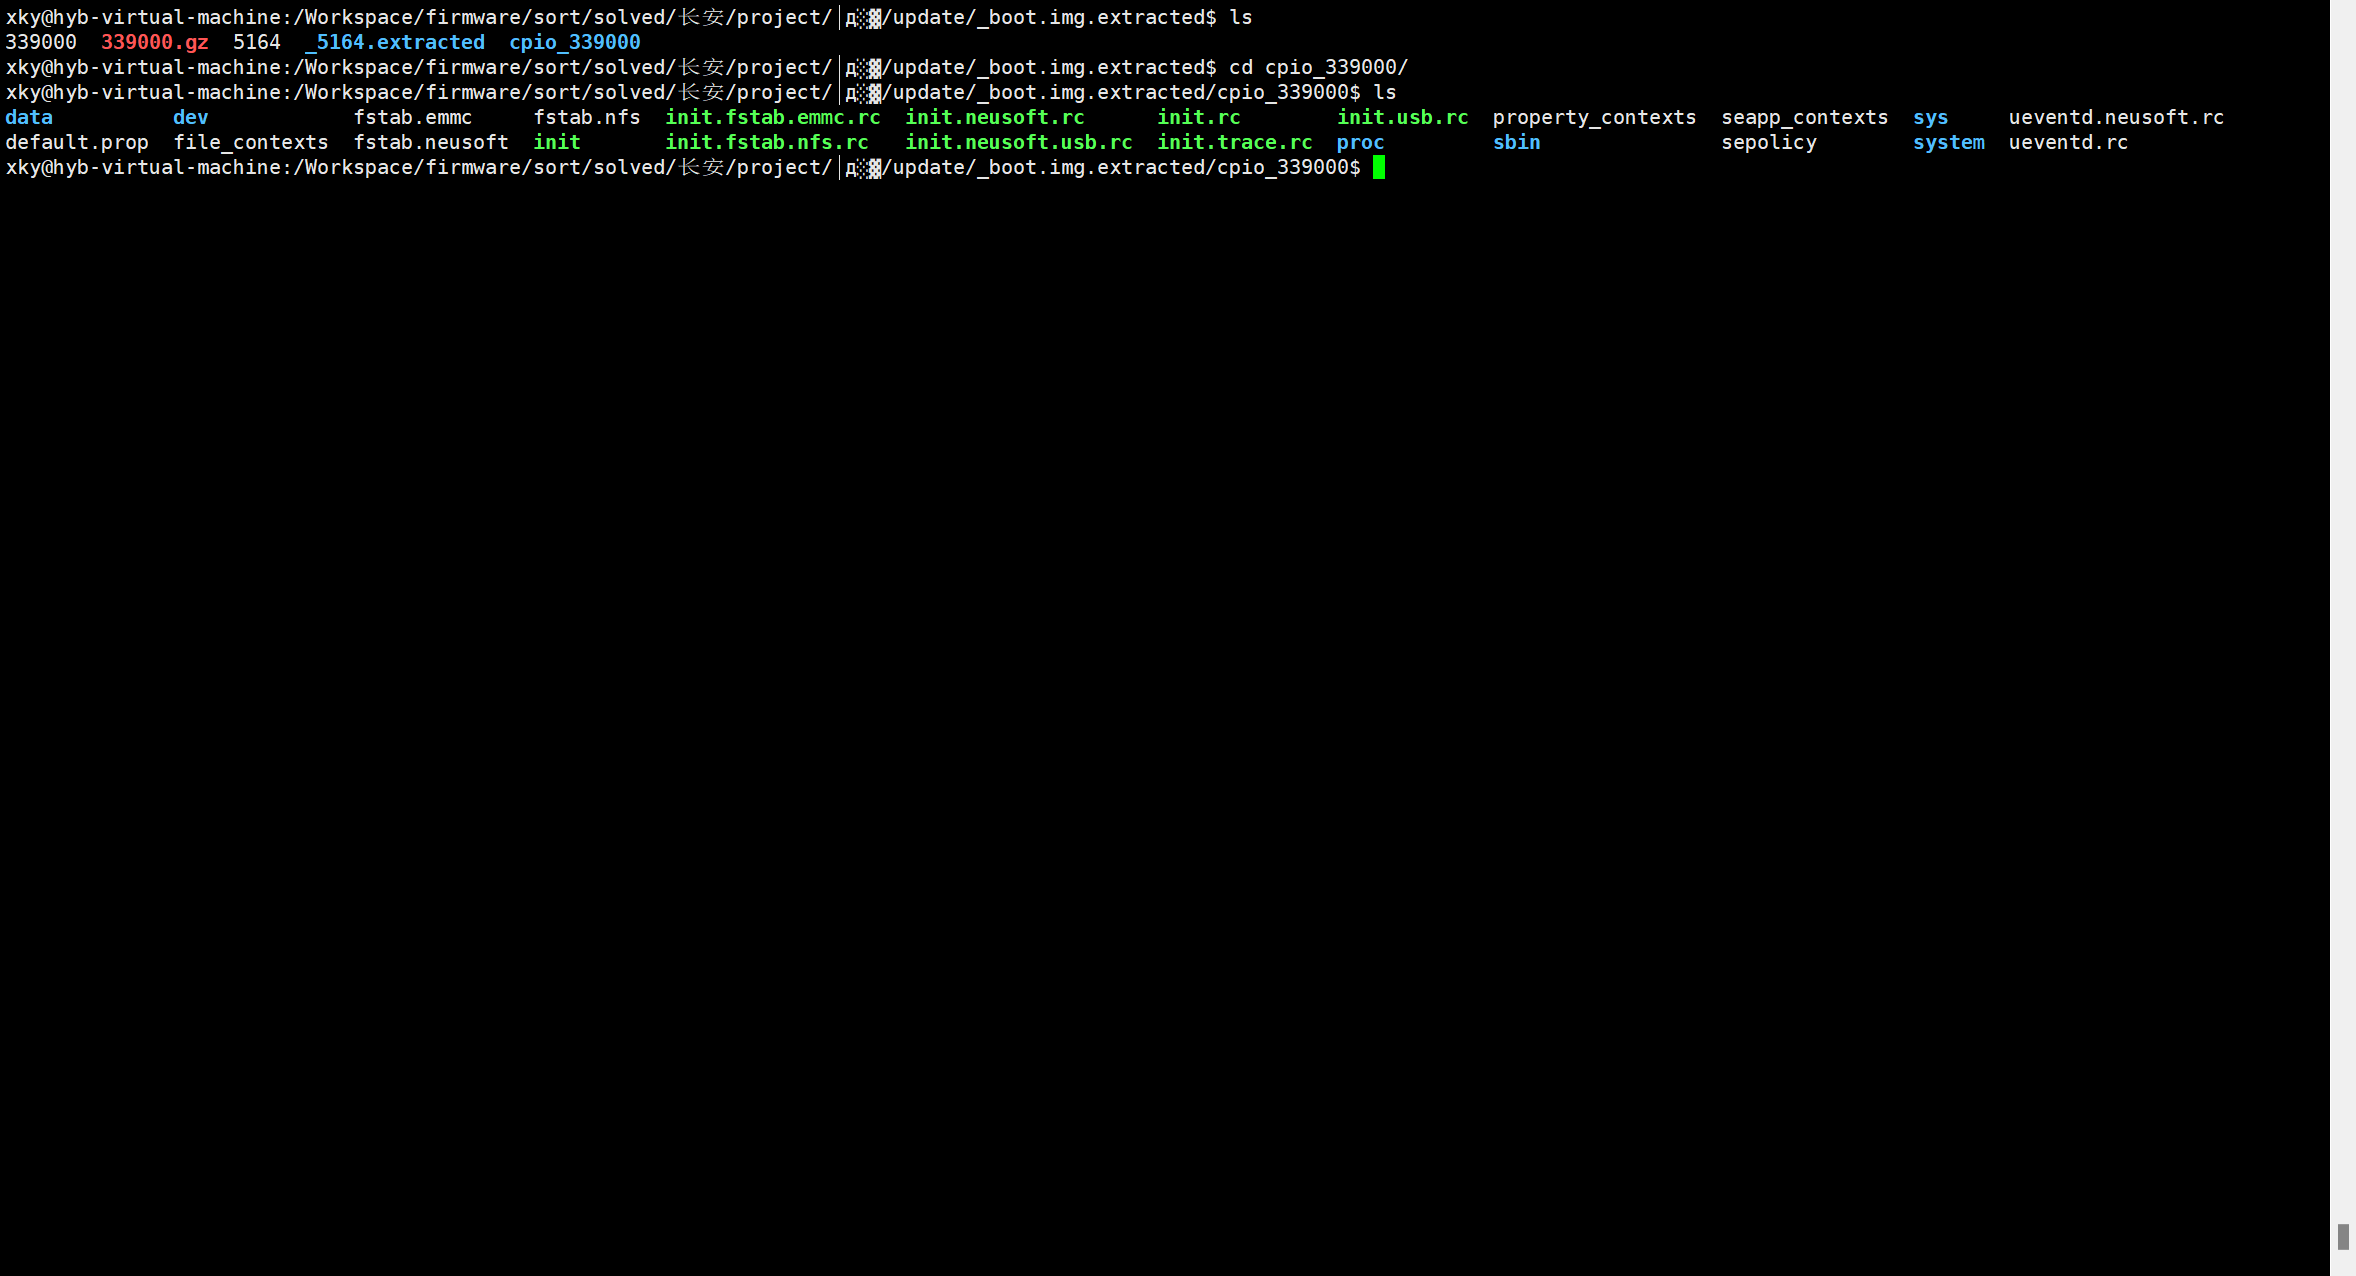 xky@hyb-virtual-machine:/Workspace/firmware/sort/solved/长安/project/│д░▓/update/_boot.img.extracted$ ls
339000  339000.gz  5164  _5164.extracted  cpio_339000
xky@hyb-virtual-machine:/Workspace/firmware/sort/solved/长安/project/│д░▓/update/_boot.img.extracted$ cd cpio_339000/
xky@hyb-virtual-machine:/Workspace/firmware/sort/solved/长安/project/│д░▓/update/_boot.img.extracted/cpio_339000$ ls
data          dev            fstab.emmc     fstab.nfs  init.fstab.emmc.rc  init.neusoft.rc      init.rc        init.usb.rc  property_contexts  seapp_contexts  sys     ueventd.neusoft.rc
default.prop  file_contexts  fstab.neusoft  init       init.fstab.nfs.rc   init.neusoft.usb.rc  init.trace.rc  proc         sbin               sepolicy        system  ueventd.rc
xky@hyb-virtual-machine:/Workspace/firmware/sort/solved/长安/project/│д░▓/update/_boot.img.extracted/cpio_339000$